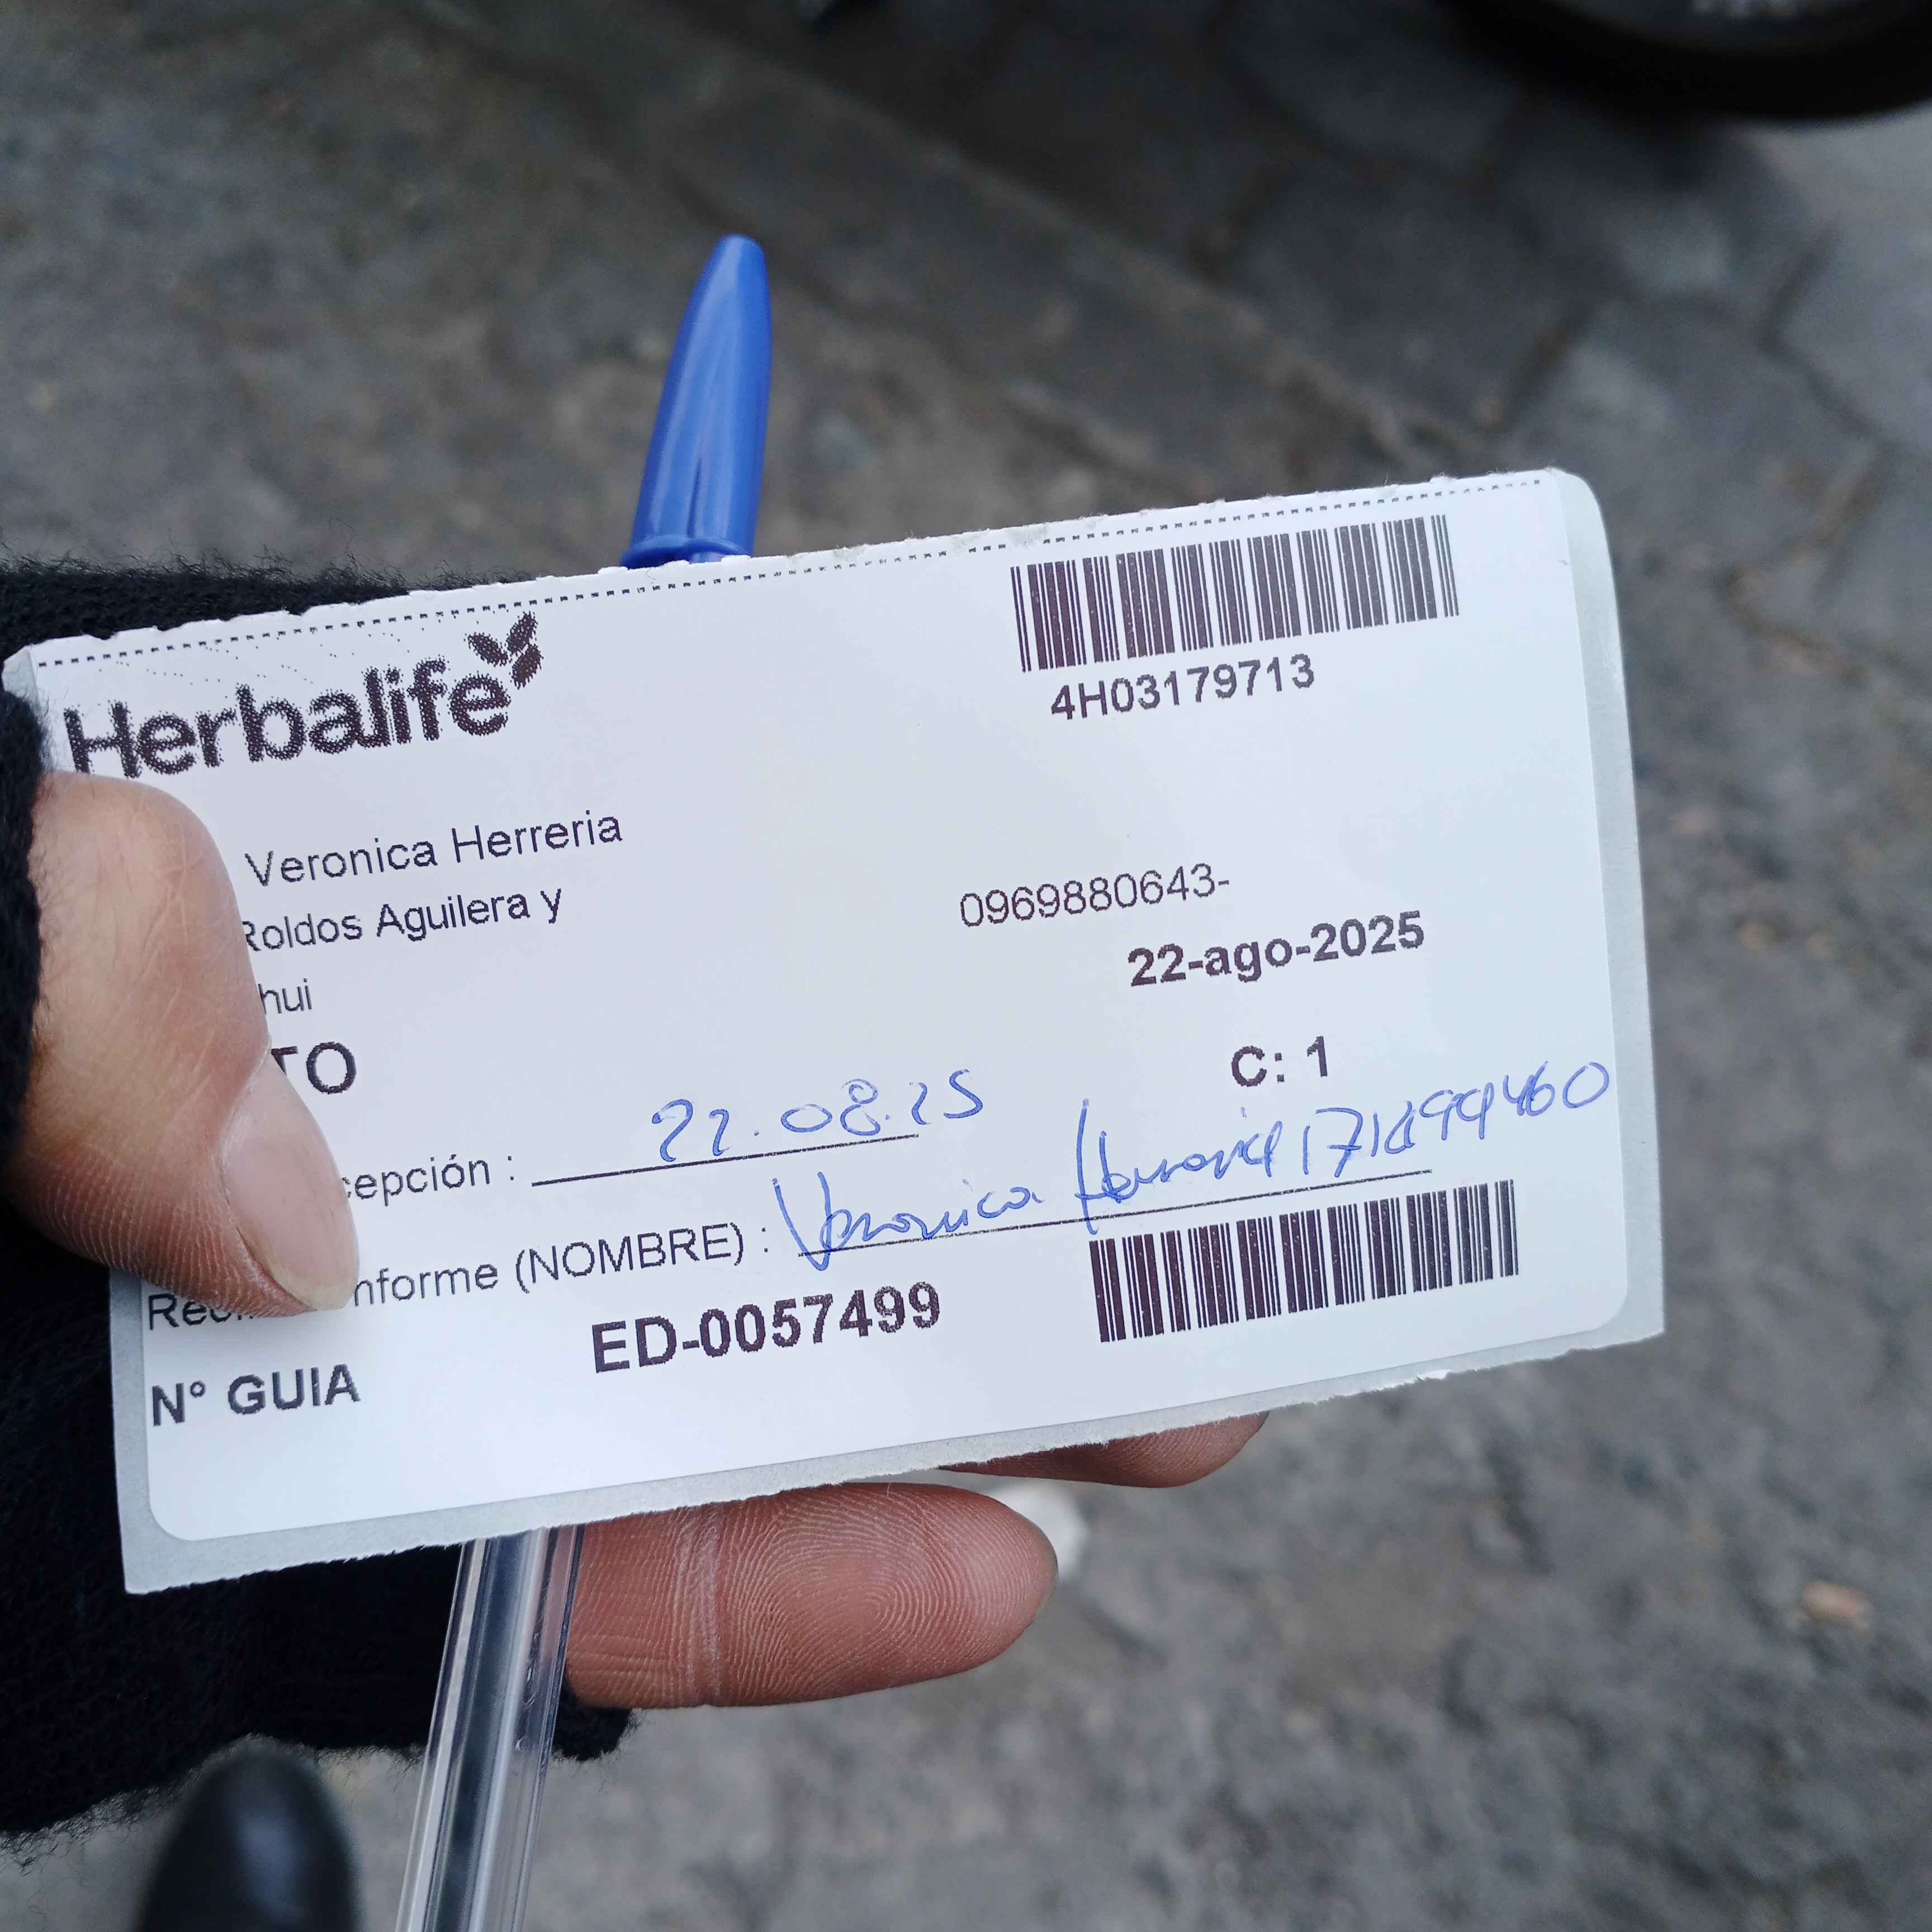 Herbalife
4H03179713
Veronica Herreria
Roldos Aguilera y
0969880643-
hui
22-ago-2025
TO
C: 1
cepción : 22.08.25
nforme (NOMBRE) : Veronica Herreria
N° GUIA ED-0057499